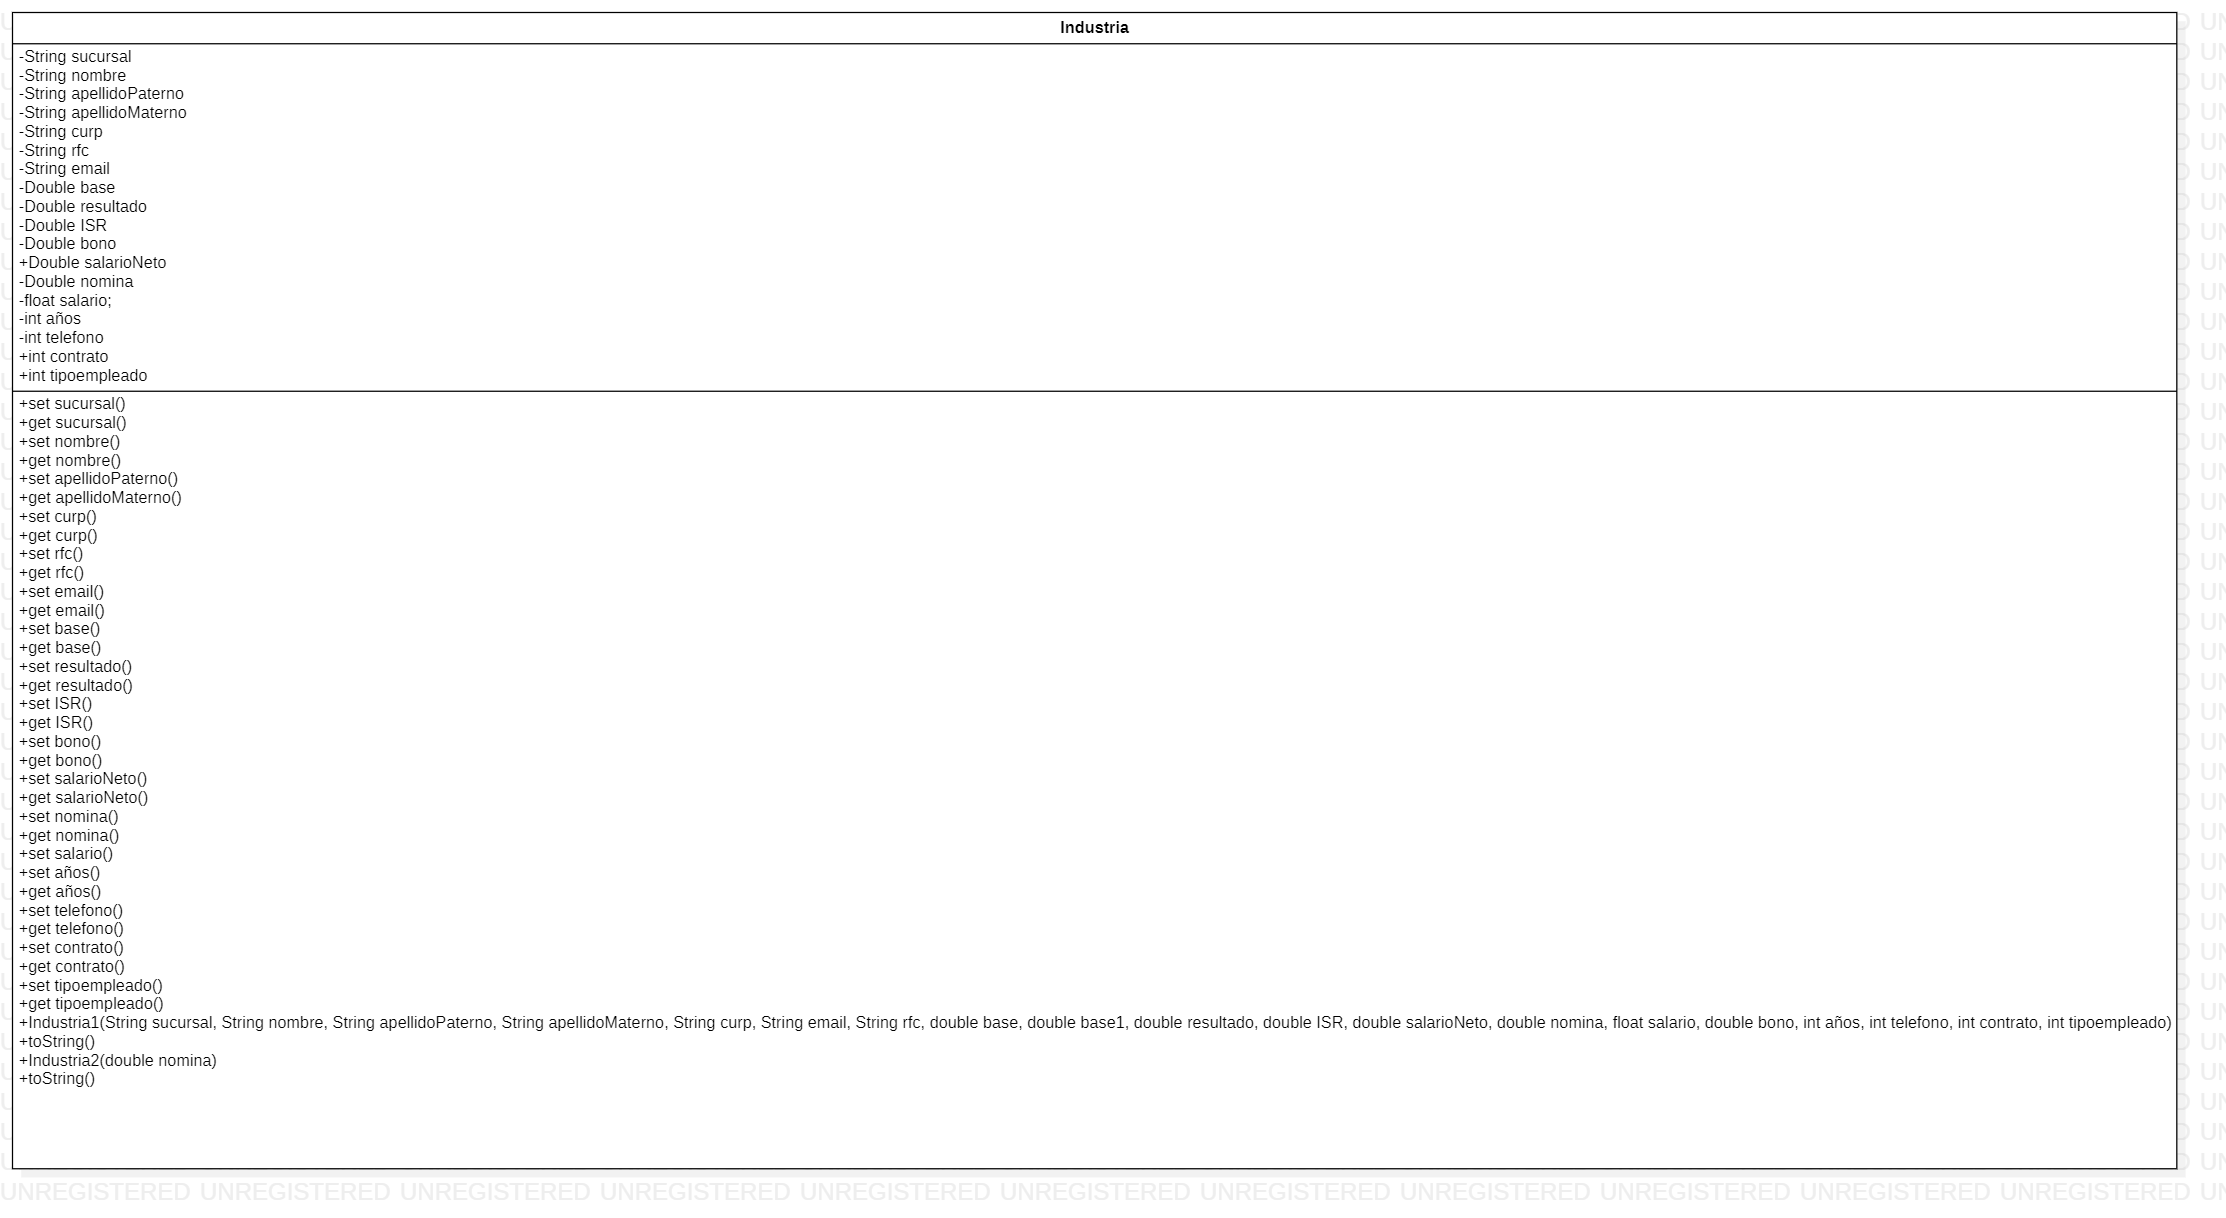 Industria
-String sucursal
-String nombre
-String apellidoPaterno
-String apellidoMaterno
-String curp
-String rfc
-String email
-Double base
-Double resultado
-Double ISR
-Double bono
+Double salarioNeto
-Double nomina
-float salario;
-int años
-int telefono
+int contrato
+int tipoempleado
+set sucursal()
+get sucursal()
+set nombre()
+get nombre()
+set apellidoPaterno()
+get apellidoMaterno()
+set curp()
+get curp()
+set rfc()
+get rfc()
+set email()
+get email()
+set base()
+get base()
+set resultado()
+get resultado()
+set ISR()
+get ISR()
+set bono()
+get bono()
+set salarioNeto()
+get salarioNeto()
+set nomina()
+get nomina()
+set salario()
+set años()
+get años()
+set telefono()
+get telefono()
+set contrato()
+get contrato()
+set tipoempleado()
+get tipoempleado()
+Industria1(String sucursal, String nombre, String apellidoPaterno, String apellidoMaterno, String curp, String email, String rfc, double base, double base1, double resultado, double ISR, double salarioNeto, double nomina, float salario, double bono, int años, int telefono, int contrato, int tipoempleado)
+toString()
+Industria2(double nomina)
+toString()
UNREGISTERED UNREGISTERED UNREGISTERED UNREGISTERED UNREGISTERED UNREGISTERED UNREGISTERED UNREGISTERED UNREGISTERED UNREGISTERED UNREGISTERED UN